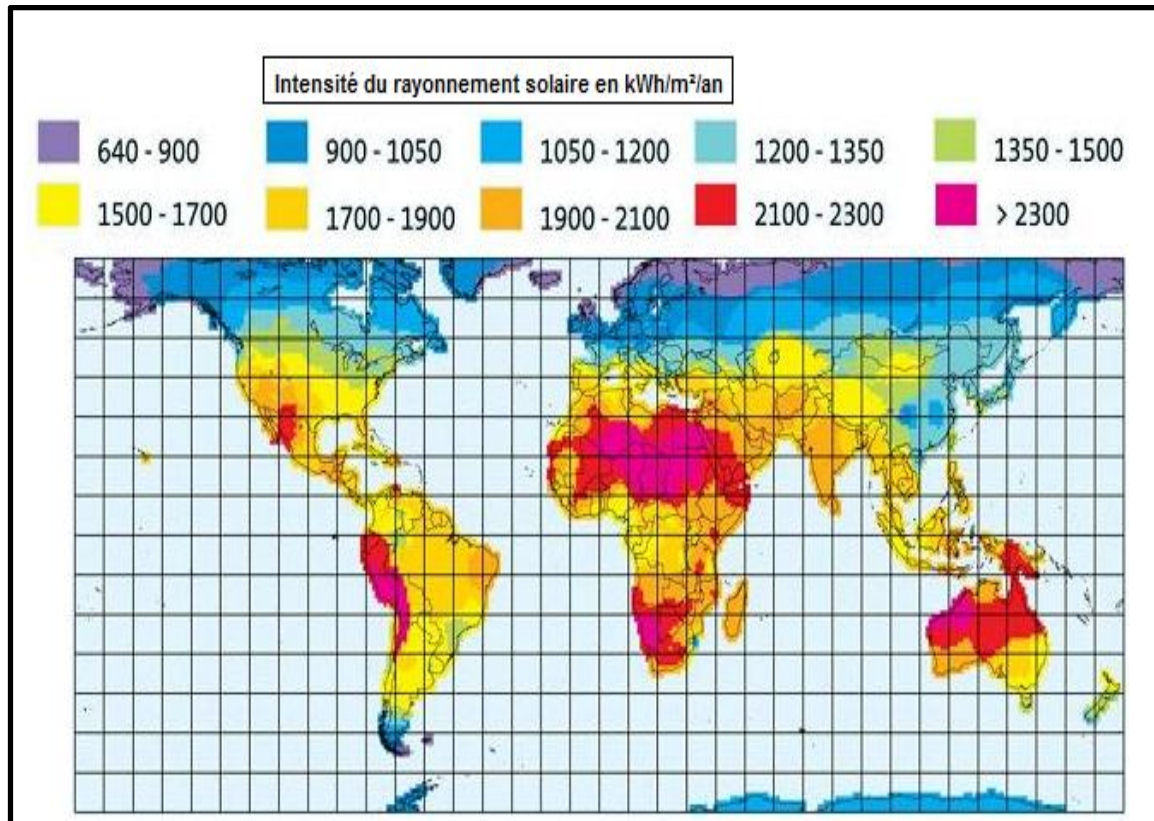 Intensité du rayonnement solaire en kWh/m²/an
640 - 900 900 - 1050 1050 - 1200 1200 - 1350 1350 - 1500
1500 - 1700 1700 - 1900 1900 - 2100 2100 - 2300 > 2300